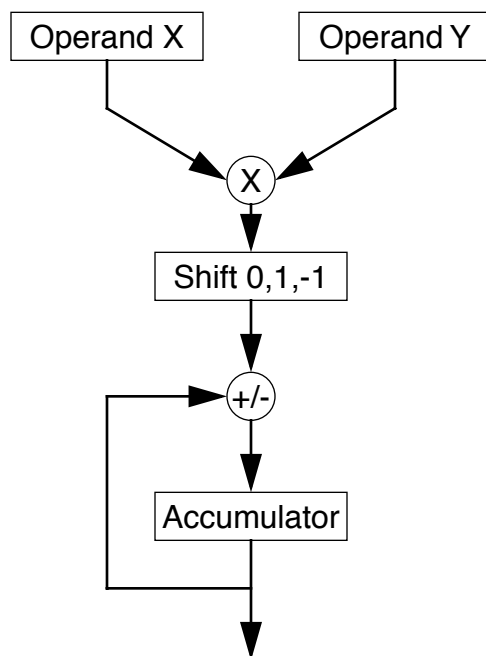 Operand X
Operand Y
X
Shift 0,1,-1
+/-
Accumulator